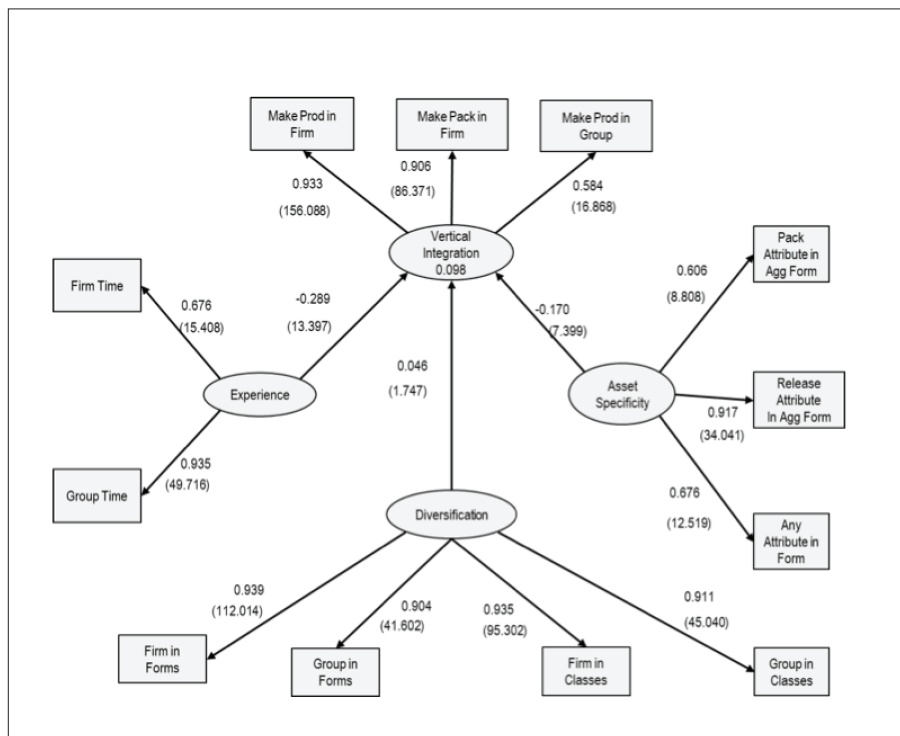 Make Prod in
Firm
Make Pack in
Firm
Make Prod in
Group
0.933
(156.088)
0.906
(86.371)
0.584
(16.868)
Vertical
Integration
0.098
Pack
Attribute in
Agg Form
Firm Time
0.676
(15.408)
-0.289
(13.397)
-0.170
(7.399)
0.606
(8.808)
0.046
(1.747)
Experience
Asset
Specificity
Release
Attribute
In Agg Form
0.917
(34.041)
0.935
(49.716)
Group Time
0.676
(12.519)
Diversification
Any
Attribute in
Form
0.939
(112.014)
0.904
(41.602)
0.935
(95.302)
0.911
(45.040)
Firm in
Forms
Group in
Forms
Firm in
Classes
Group in
Classes